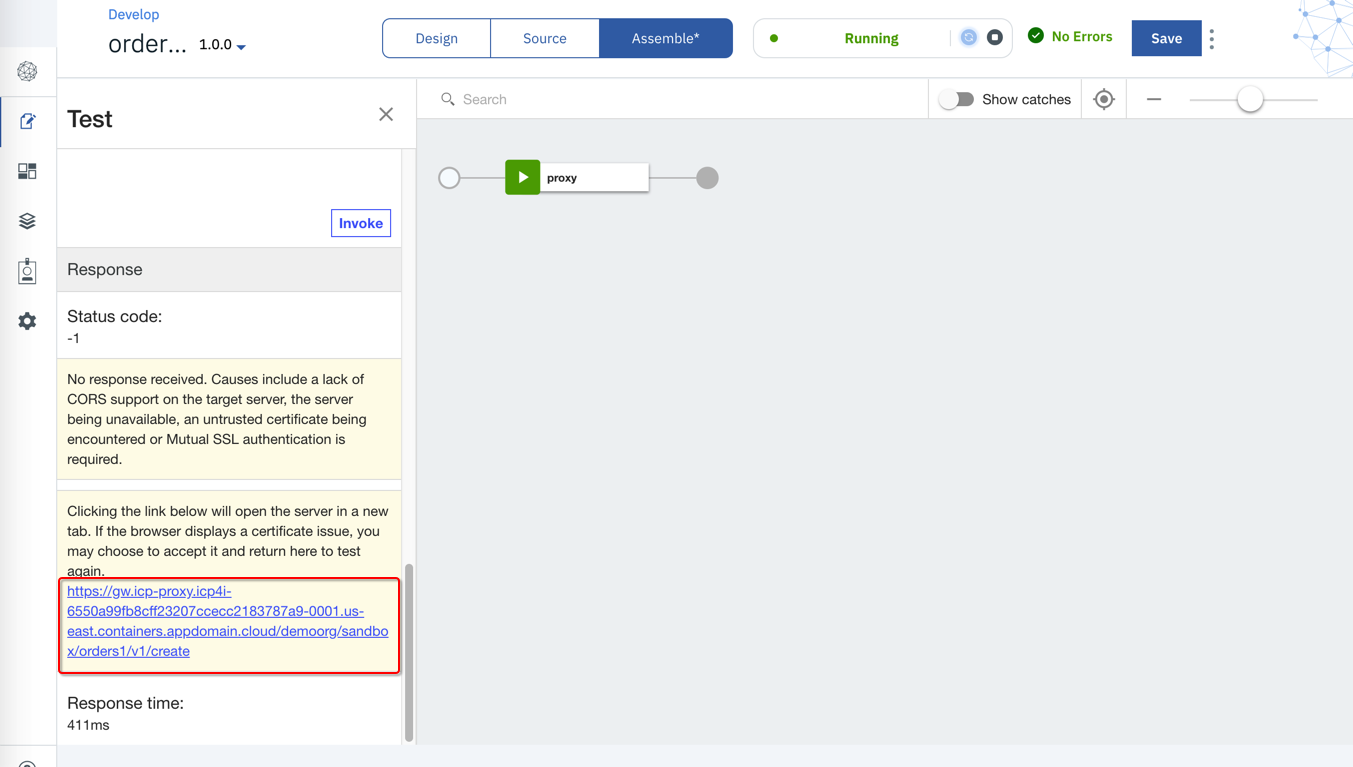 Develop
order... 1.0.0
Design
Source
Assemble*
Running
No Errors
Save
Test
Search
Show catches
proxy
Invoke
Response
Status code:
-1
No response received. Causes include a lack of
CORS support on the target server, the server
being unavailable, an untrusted certificate being
encountered or Mutual SSL authentication is
required.
Clicking the link below will open the server in a new
tab. If the browser displays a certificate issue, you
may choose to accept it and return here to test
again.
https://gw.icp-proxy.icp4i-
6550a99fb8cff23207ccecc2183787a9-0001.us-
east.containers.appdomain.cloud/demoorg/sandbo
x/orders1/v1/create
Response time:
411ms